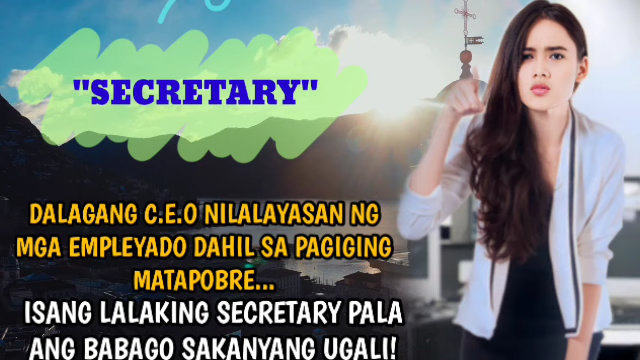 "SECRETARY"
DALAGANG C.E.O NILALAYASAN NG
MGA EMPLEYADO DAHIL SA PAGIGING
MATAPOBRE...
ISANG LALAKING SECRETARY PALA
ANG BABAGO SAKANYANG UGALI!